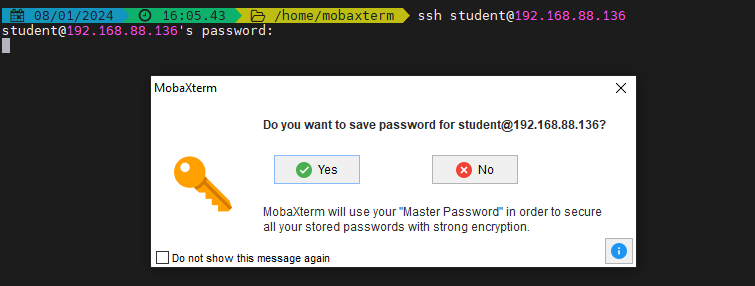 08/01/2024 16:05.43 /home/mobaxterm ssh student@192.168.88.136
student@192.168.88.136's password:
MobaXterm
Do you want to save password for student@192.168.88.136?
Yes No
MobaXterm will use your "Master Password" in order to secure
all your stored passwords with strong encryption.
Do not show this message again